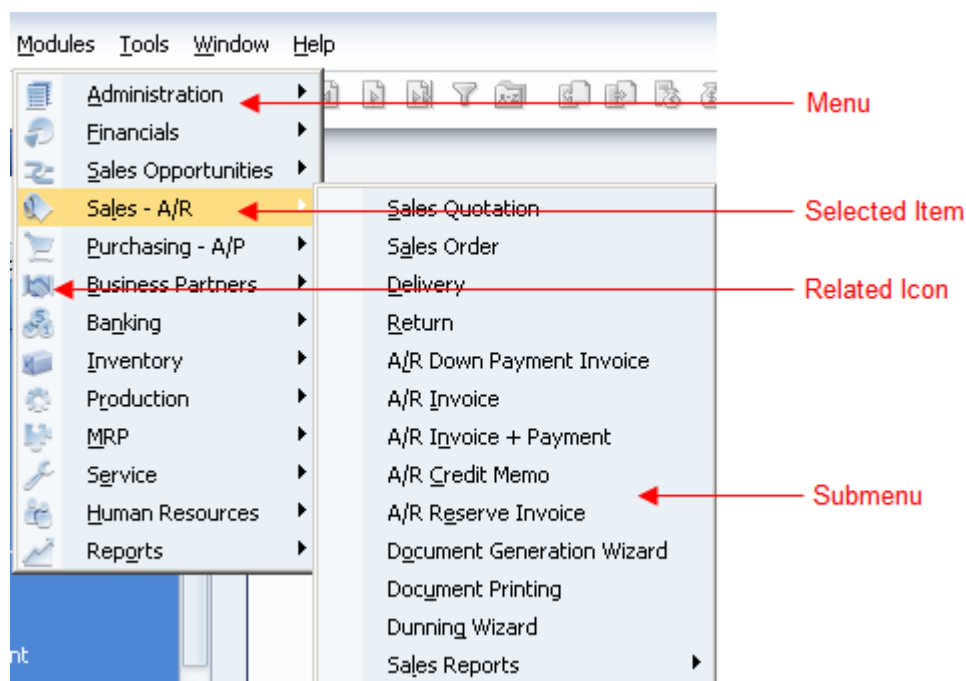 Modules Tools Window Help
Administration
Menu
Financials
Sales Opportunities
Sales - A/R
Sales Quotation
Selected Item
Purchasing - A/P
Sales Order
Business Partners
Delivery
Related Icon
Banking
Return
Inventory
A/R Down Payment Invoice
Production
A/R Invoice
MRP
A/R Invoice + Payment
Service
A/R Credit Memo
Submenu
Human Resources
A/R Reserve Invoice
Reports
Document Generation Wizard
Document Printing
Dunning Wizard
nt
Sales Reports